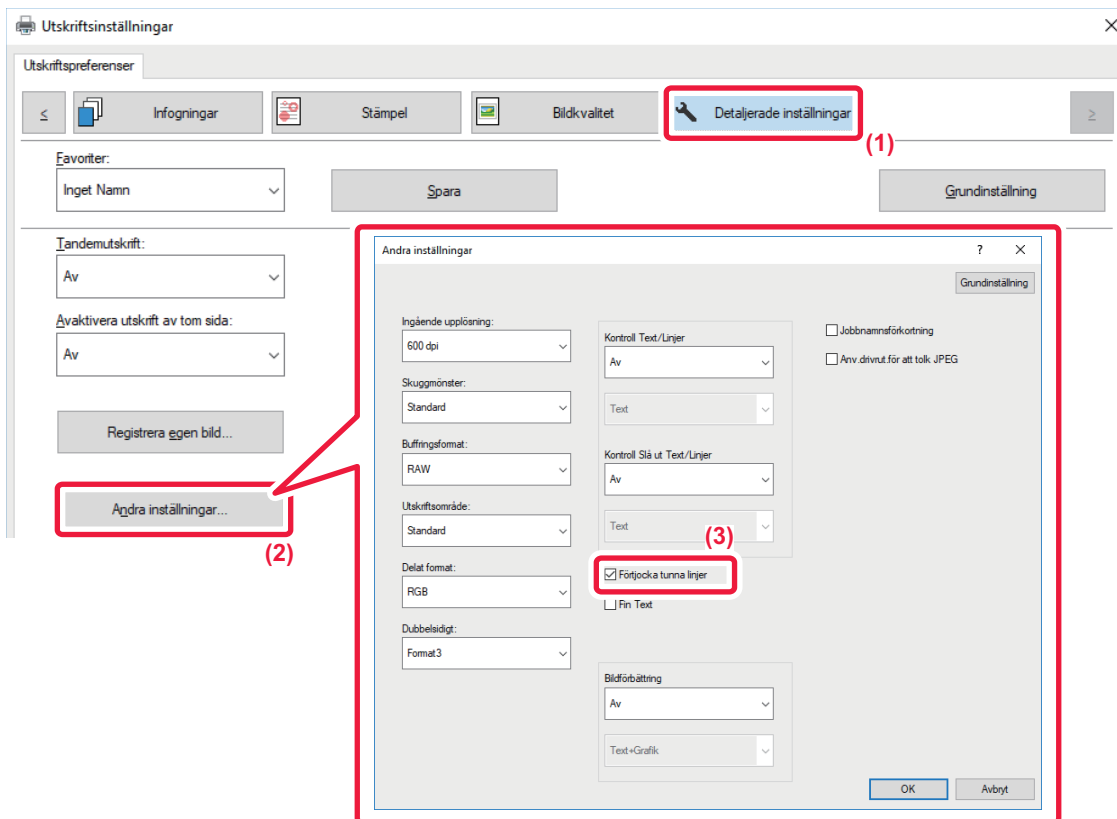 Utskriftsinställningar
Utskriftspreferenser
≤
Infogningar
Stämpel
Bildkvalitet
Detaljerade inställningar
≥
(1)
Favoriter:
Inget Namn
Spara
Grundinställning
Tandemutskrift:
Av
Avaktivera utskrift av tom sida:
Av
Registrera egen bild...
Andra inställningar...
(2)
Andra inställningar
?
Grundinställning
Ingående upplösning:
600 dpi
Skuggmönster:
Standard
Buffringsformat:
RAW
Utskriftsområde:
Standard
Delat format:
RGB
Dubbelsidigt:
Format3
Kontroll Text/Linjer
Av
Text
Kontroll Slå ut Text/Linjer
Av
Text
(3)
Förtjocka tunna linjer
Fin Text
Bildförbättring
Av
Text+Grafik
Jobbnamnsförkortning
Anv.drivrut.för att tolk JPEG
OK
Avbryt